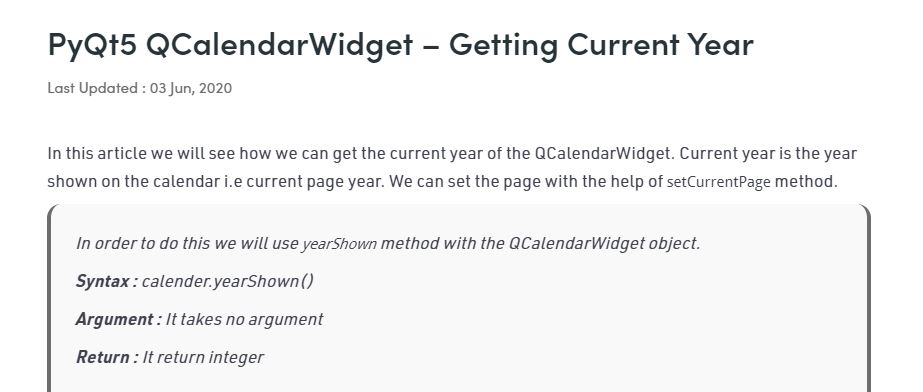 PyQt5 QCalendarWidget – Getting Current Year
Last Updated : 03 Jun, 2020
In this article we will see how we can get the current year of the QCalendarWidget. Current year is the year
shown on the calendar i.e current page year. We can set the page with the help of setCurrentPage method.
In order to do this we will use yearShown method with the QCalendarWidget object.
Syntax : calender.yearShown()
Argument : It takes no argument
Return : It return integer